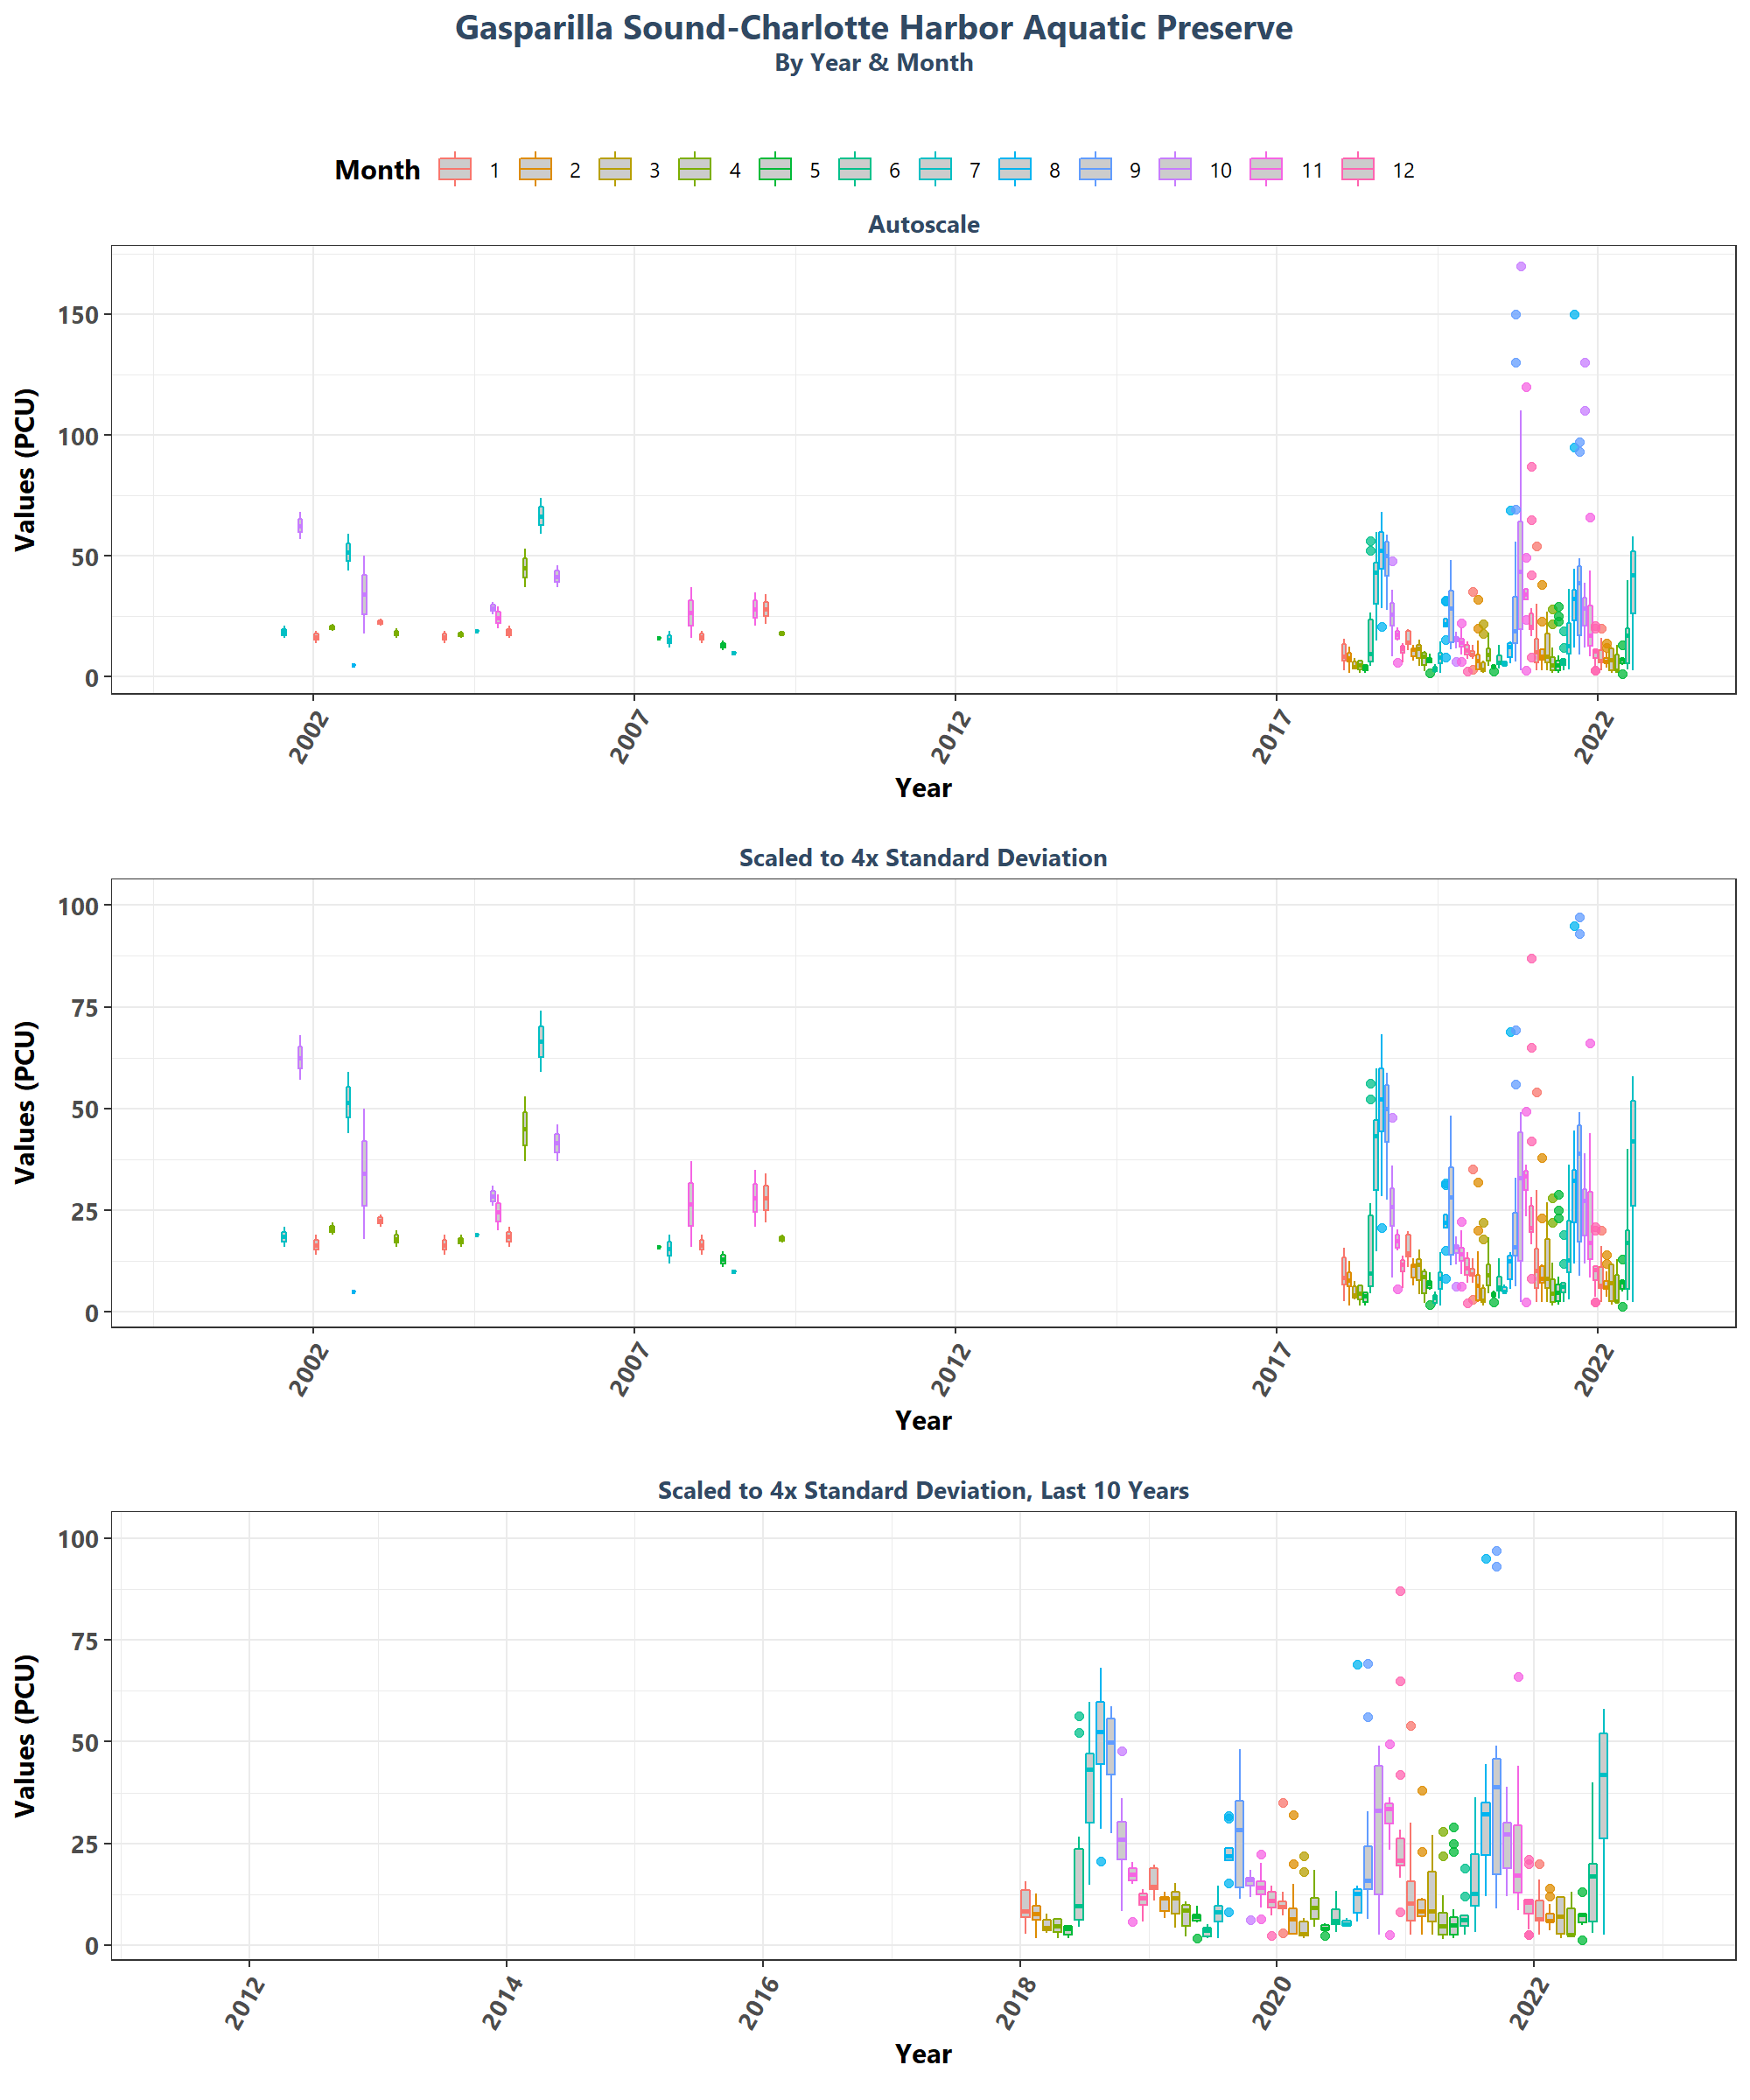 Gasparilla Sound-Charlotte Harbor Aquatic Preserve
By Year & Month
Month 1 2 3 4 5 6 7 8 9 10 11 12
Autoscale
Values (PCU)
150
100
50
0
2002 2007 2012 2017 2022
Year
Scaled to 4x Standard Deviation
Values (PCU)
100
75
50
25
0
2002 2007 2012 2017 2022
Year
Scaled to 4x Standard Deviation, Last 10 Years
Values (PCU)
100
75
50
25
0
2012 2014 2016 2018 2020 2022
Year